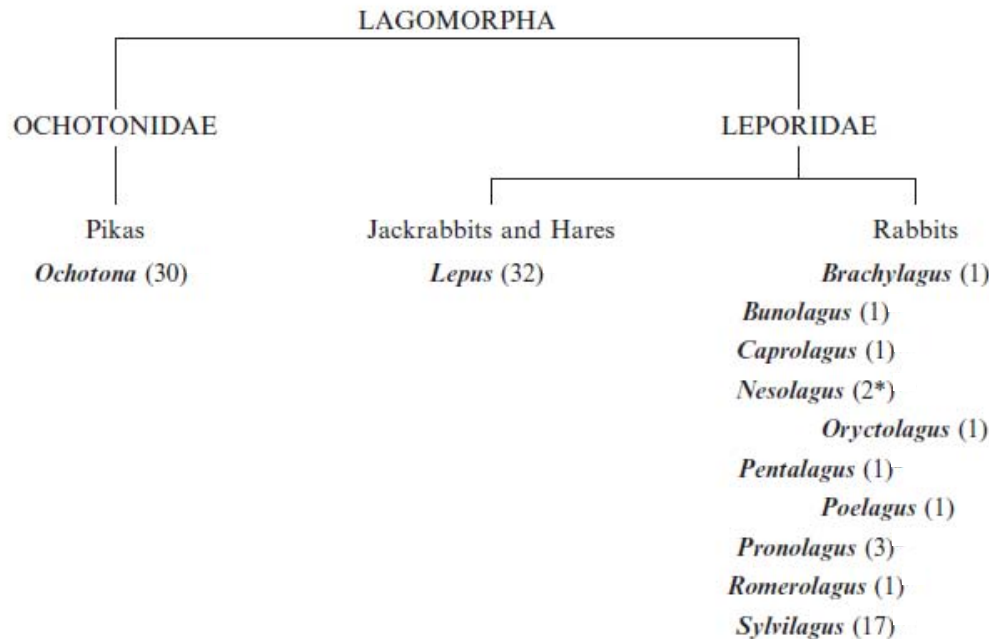 LAGOMORPHA
OCHOTONIDAE LEPORIDAE
Pikas Jackrabbits and Hares Rabbits
Ochotona (30) Lepus (32) Brachylagus (1)
Bunolagus (1)
Caprolagus (1)
Nesolagus (2*)
Oryctolagus (1)
Pentalagus (1)
Poelagus (1)
Pronolagus (3)
Romerolagus (1)
Sylvilagus (17)